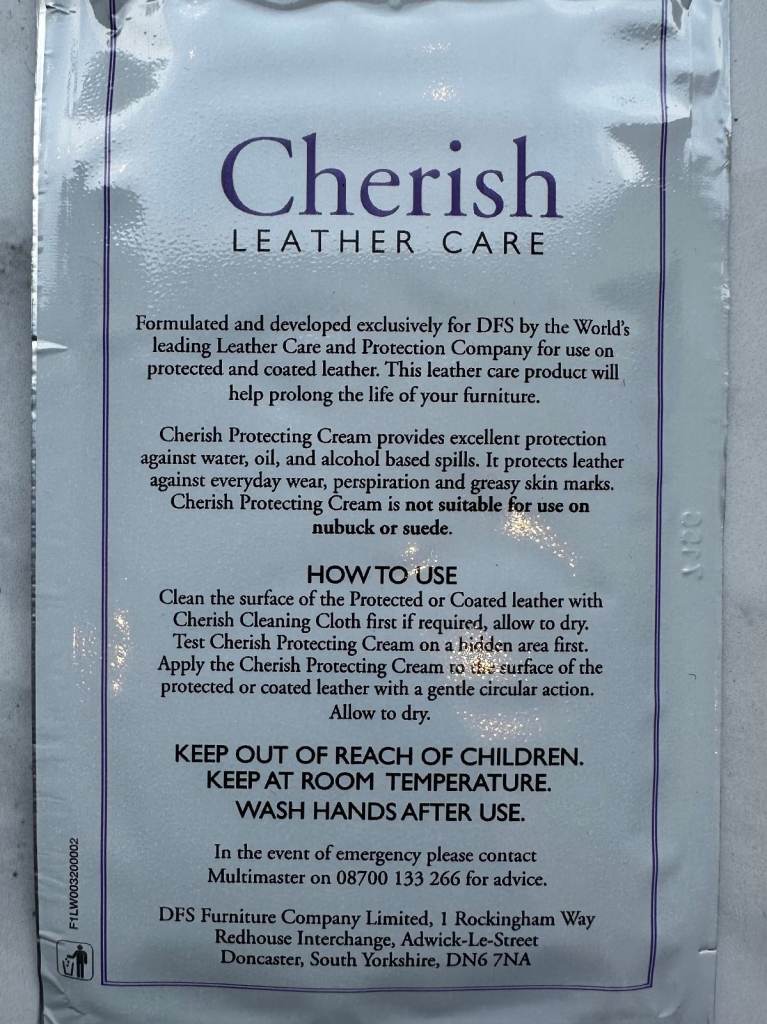 Cherish
LEATHER CARE
Formulated and developed exclusively for DFS by the World's
leading Leather Care and Protection Company for use on
protected and coated leather. This leather care product will
help prolong the life of your furniture.
Cherish Protecting Cream provides excellent protection
against water, oil, and alcohol based spills. It protects leather
against everyday wear, perspiration and greasy skin marks.
Cherish Protecting Cream is not suitable for use on
nubuck or suede.
HOW TO USE
Clean the surface of the Protected or Coated leather with
Cherish Cleaning Cloth first if required, allow to dry.
Test Cherish Protecting Cream on a hidden area first.
Apply the Cherish Protecting Cream to the surface of the
protected or coated leather with a gentle circular action.
Allow to dry.
KEEP OUT OF REACH OF CHILDREN.
KEEP AT ROOM TEMPERATURE.
WASH HANDS AFTER USE.
In the event of emergency please contact
Multimaster on 08700 133 266 for advice.
DFS Furniture Company Limited, 1 Rockingham Way
Redhouse Interchange, Adwick-Le-Street
Doncaster, South Yorkshire, DN6 7NA
F1LW003200002